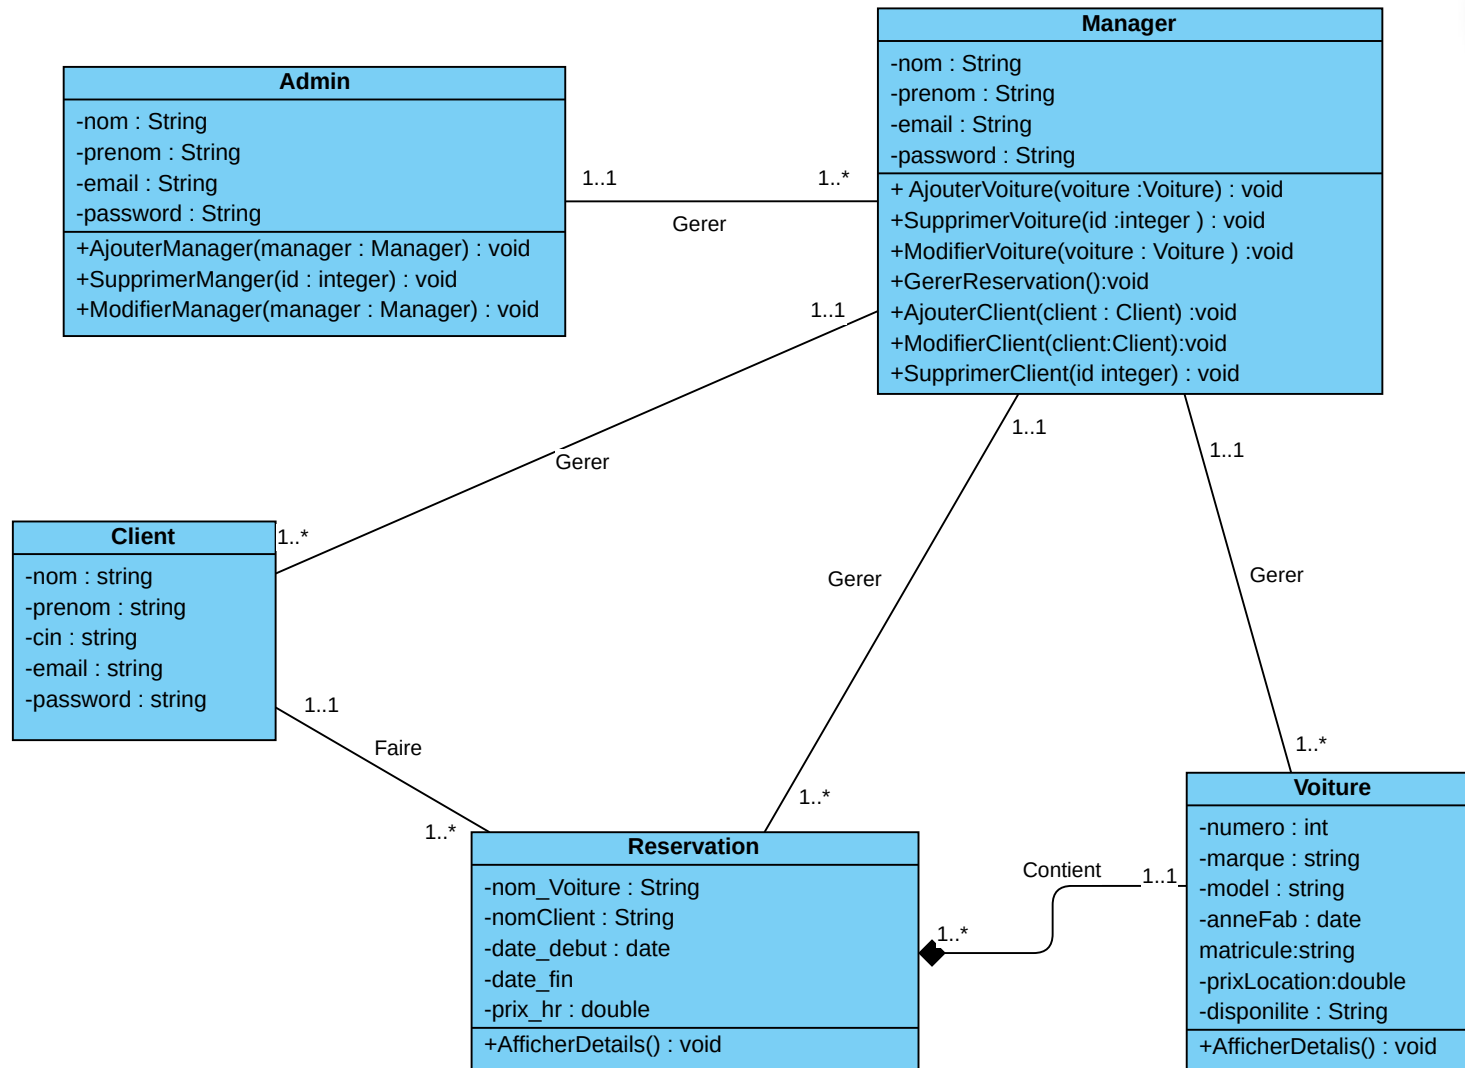 Manager
-nom : String
-prenom : String
-email : String
-password : String
+ AjouterVoiture(voiture :Voiture) : void
+SupprimerVoiture(id :integer ) : void
+ModifierVoiture(voiture : Voiture ) :void
+GererReservation():void
+AjouterClient(client : Client) :void
+ModifierClient(client:Client):void
+SupprimerClient(id integer) : void
Admin
-nom : String
-prenom : String
-email : String
-password : String
+AjouterManager(manager : Manager) : void
+SupprimerManger(id : integer) : void
+ModifierManager(manager : Manager) : void
1..1
1..*
Gerer
1..1
Gerer
1..*
1..1
Gerer
1..*
1..1
Gerer
1..*
Client
-nom : string
-prenom : string
-cin : string
-email : string
-password : string
1..1
Faire
1..*
Reservation
-nom_Voiture : String
-nomClient : String
-date_debut : date
-date_fin
-prix_hr : double
+AfficherDetails() : void
1..*
Contient
1..1
Voiture
-numero : int
-marque : string
-model : string
-anneFab : date
matricule:string
-prixLocation:double
-disponilite : String
+AfficherDetalis() : void